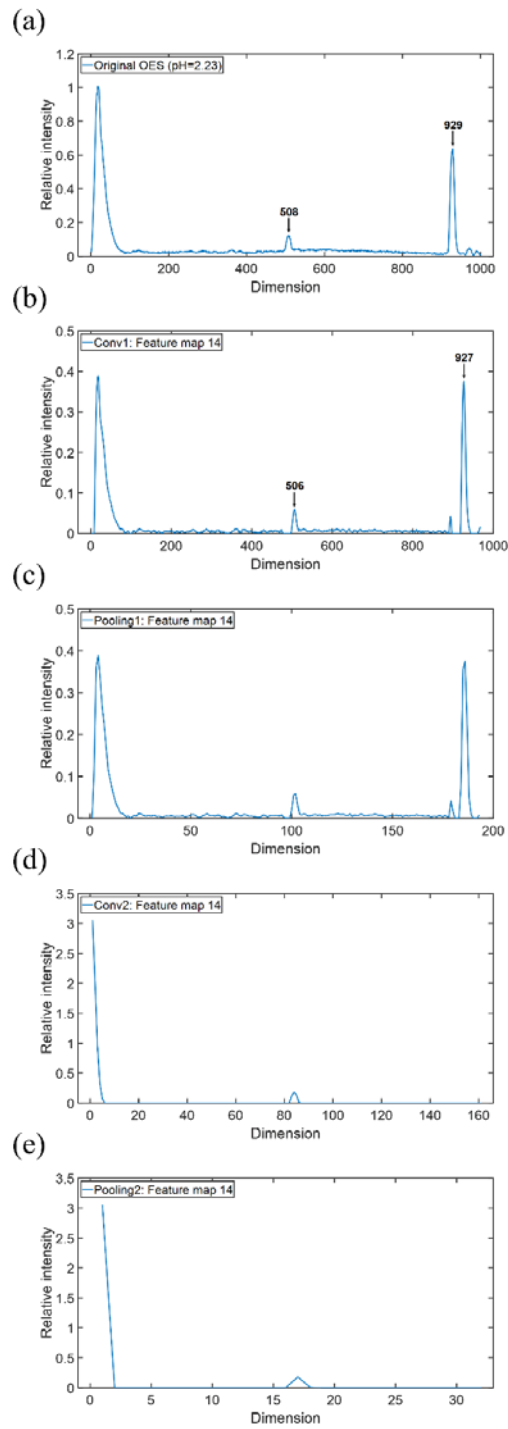 (a)
1.2
Original OES (pH=2.23)
1
929
0.8
0.6
0.4
508
0.2
0
0 200 400 600 800 1000
Relative intensity
Dimension
(b)
0.5
Conv1: Feature map 14
927
0.4
0.3
0.2
506
0.1
0
0 200 400 600 800 1000
Relative intensity
Dimension
(c)
0.5
Pooling1: Feature map 14
0.4
0.3
0.2
0.1
0
0 50 100 150 200
Relative intensity
Dimension
(d)
3.5
Conv2: Feature map 14
3
2.5
2
1.5
1
0.5
0
0 20 40 60 80 100 120 140 160
Relative intensity
Dimension
(e)
3.5
Pooling2: Feature map 14
3
2.5
2
1.5
1
0.5
0
0 5 10 15 20 25 30
Relative intensity
Dimension